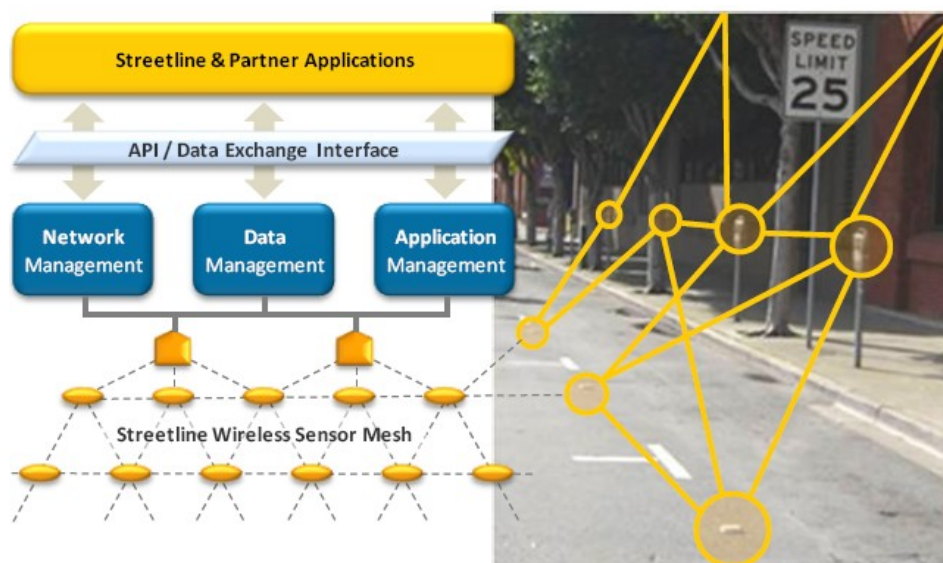 Streetline & Partner Applications
API / Data Exchange Interface
Network
Management
Data
Management
Application
Management
Streetline Wireless Sensor Mesh
SPEED
LIMIT
25